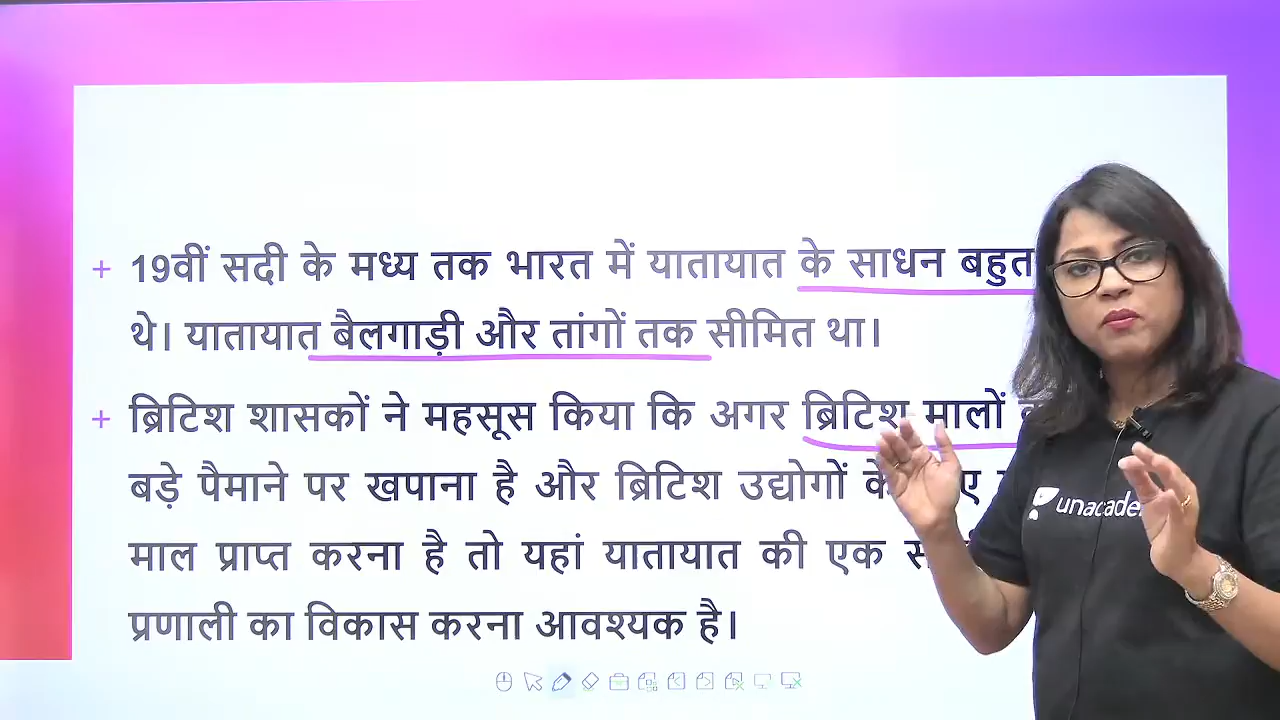 + 19वीं सदी के मध्य तक भारत में यातायात के साधन बहुत
थे। यातायात बैलगाड़ी और तांगों तक सीमित था।
+ ब्रिटिश शासकों ने महसूस किया कि अगर ब्रिटिश मालों
बड़े पैमाने पर खपाना है और ब्रिटिश उद्योगों
माल प्राप्त करना है तो यहां यातायात की एक
प्रणाली का विकास करना आवश्यक है।
unacade